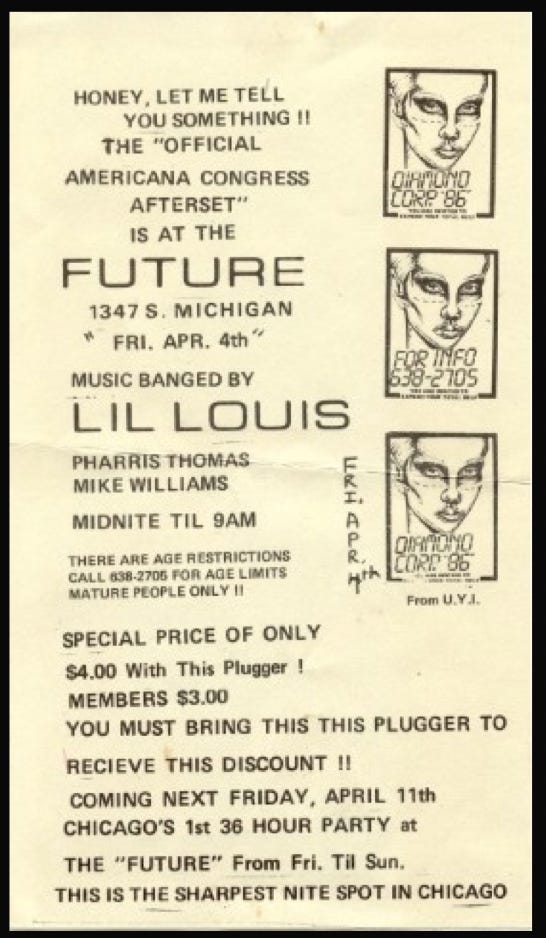 HONEY, LET ME TELL
YOU SOMETHING !!
THE "OFFICIAL
AMERICANA CONGRESS
AFTERSET"
IS AT THE
FUTURE
1347 S. MICHIGAN
" FRI. APR. 4th"
MUSIC BANGED BY
LIL LOUIS
PHARRIS THOMAS
MIKE WILLIAMS
MIDNITE TIL 9AM
THERE ARE AGE RESTRICTIONS
CALL 638-2705 FOR AGE LIMITS
MATURE PEOPLE ONLY !!
DIAMOND
CORP. '86
FOR INFO
638-2705
FRI. APR. 4th
DIAMOND
CORP. '86
From U.Y.I.
SPECIAL PRICE OF ONLY
$4.00 With This Plugger !
MEMBERS $3.00
YOU MUST BRING THIS THIS PLUGGER TO
RECIEVE THIS DISCOUNT !!
COMING NEXT FRIDAY, APRIL 11th
CHICAGO'S 1st 36 HOUR PARTY at
THE "FUTURE" From Fri. Til Sun.
THIS IS THE SHARPEST NITE SPOT IN CHICAGO